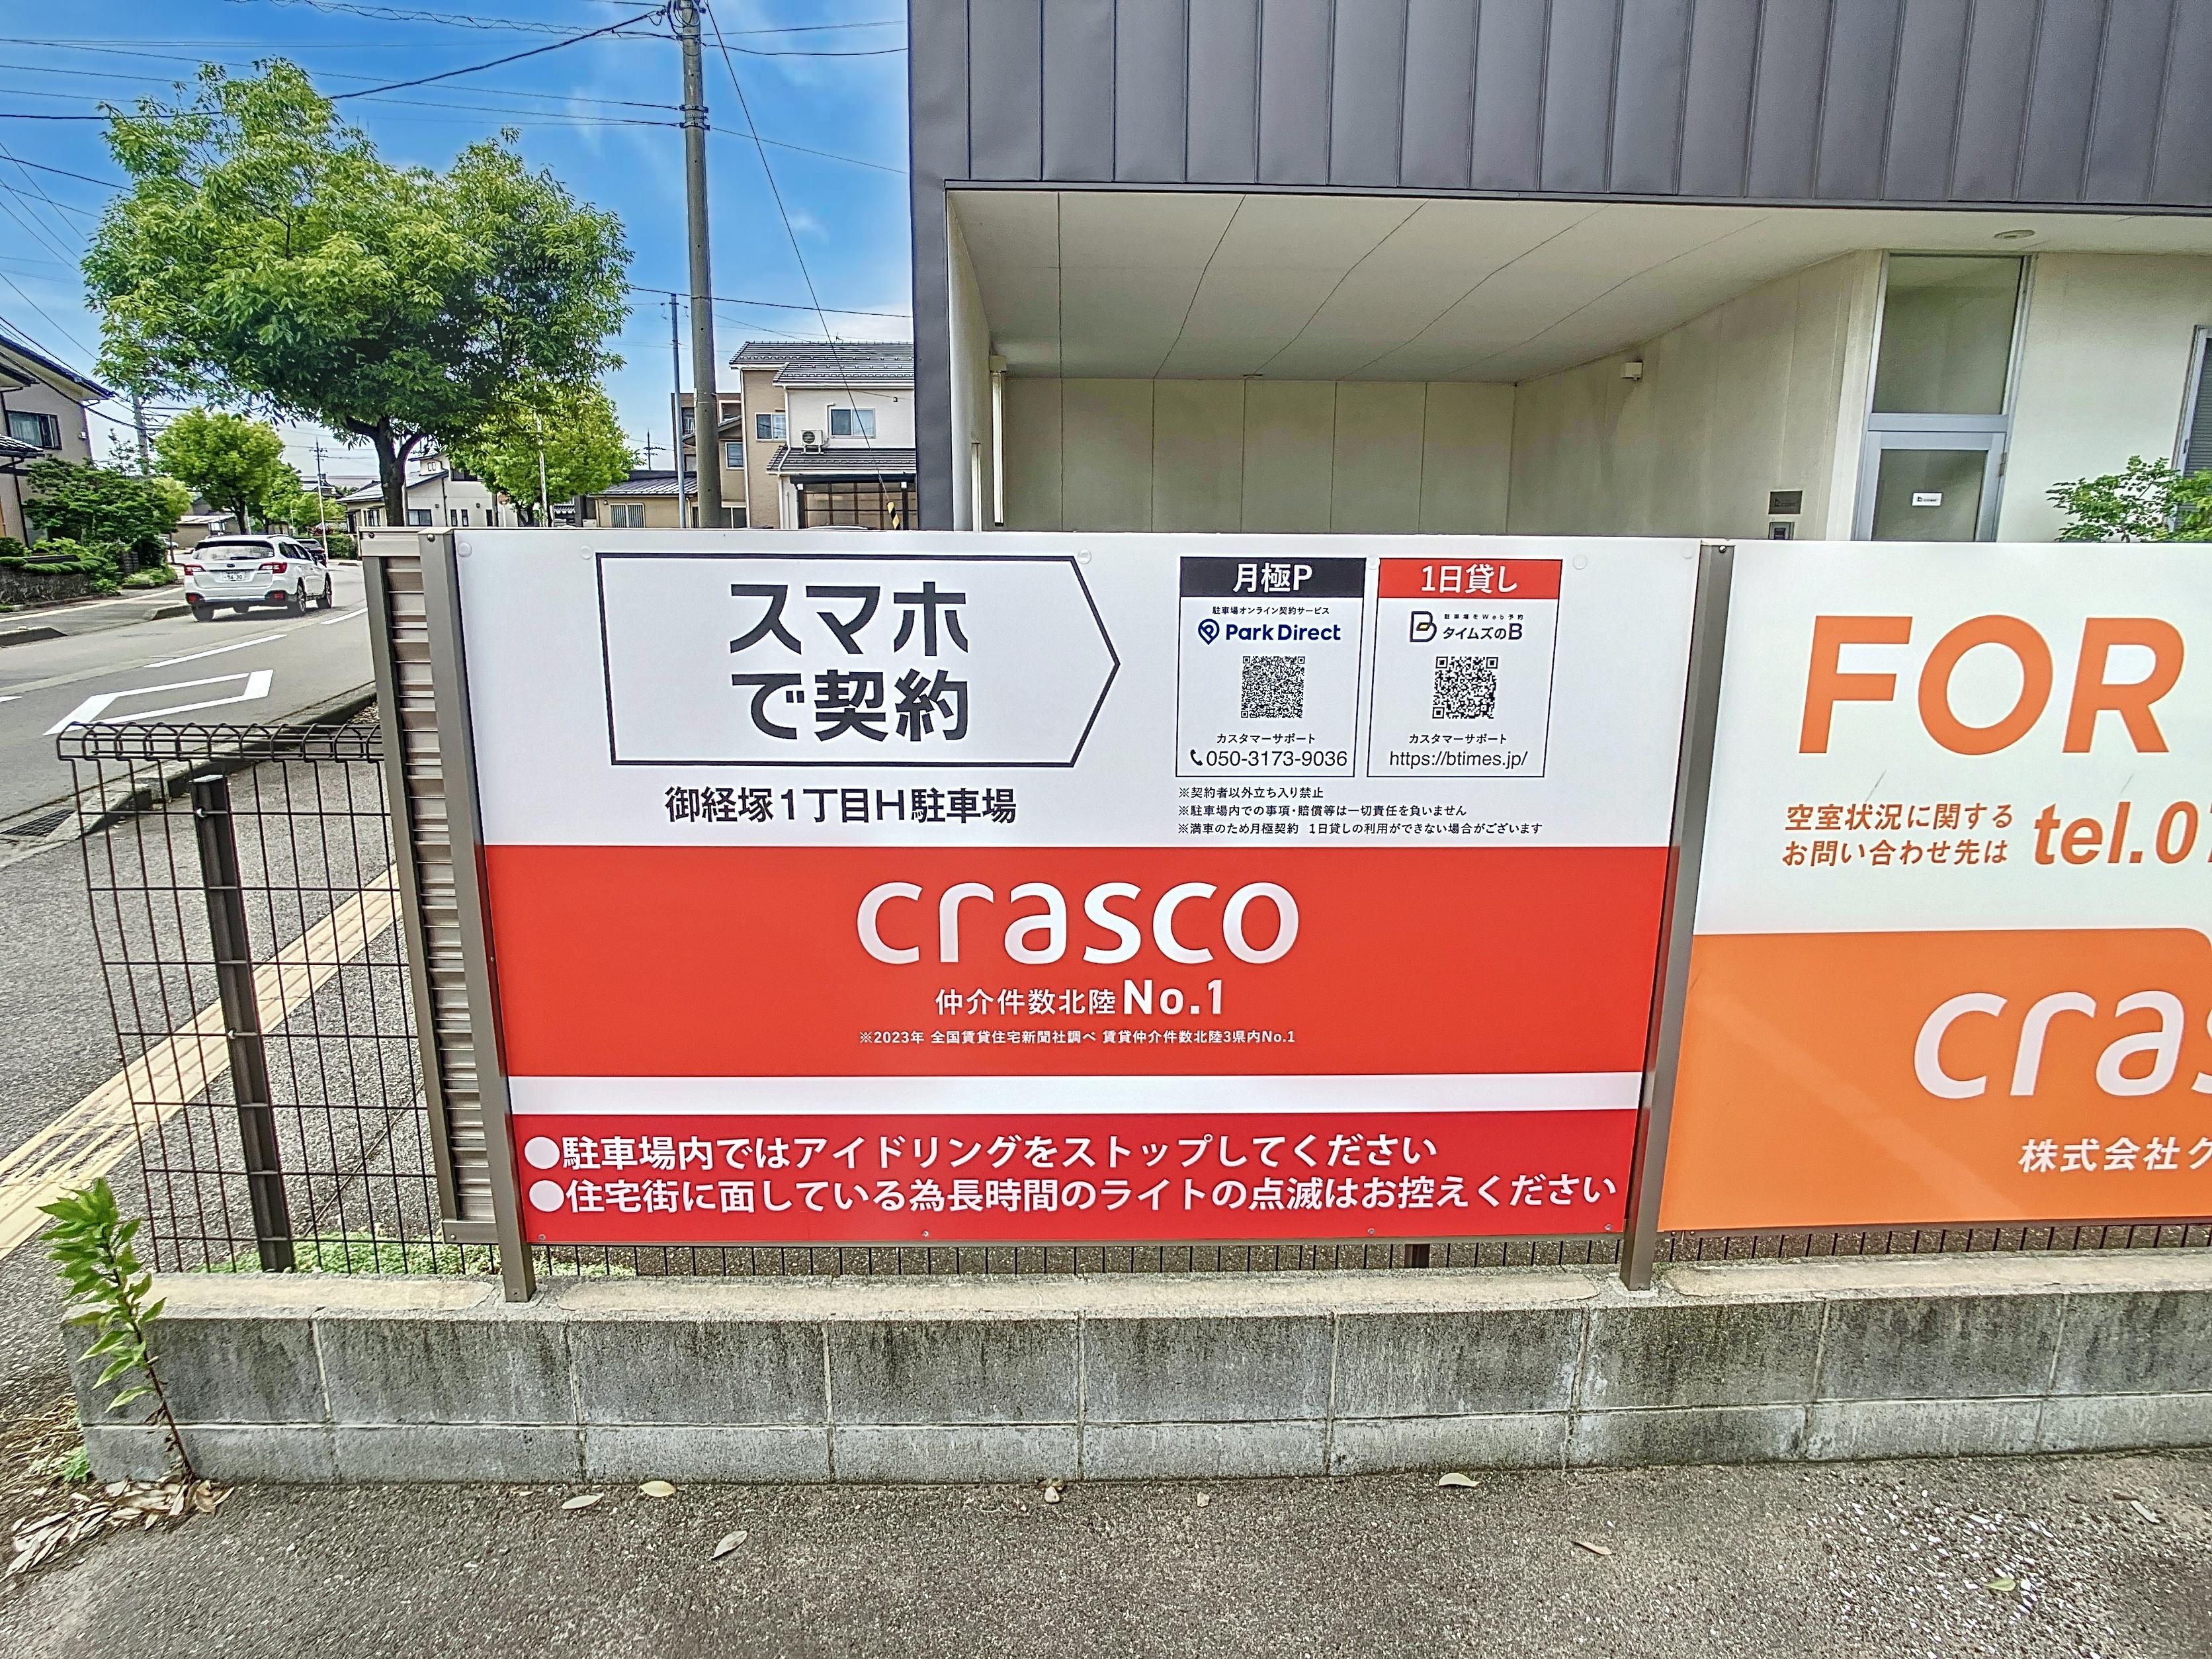 スマホ
で契約
御経塚1丁目H駐車場
月極P
駐車場オンライン契約サービス
Park Direct
カスタマーサポート
050-3173-9036
1日貸し
駐車場をWeb予約
タイムズのB
カスタマーサポート
https://btimes.jp/
※契約者以外立ち入り禁止
※駐車場内での事項・賠償等は一切責任を負いません
※満車のため月極契約 1日貸しの利用ができない場合がございます
crasco
仲介件数北陸No.1
※2023年 全国賃貸住宅新聞社調べ 賃貸仲介件数北陸3県内No.1
●駐車場内ではアイドリングをストップしてください
●住宅街に面している為長時間のライトの点滅はお控えください
FOR
空室状況に関する
お問い合わせ先は
tel.0
cras
株式会社ク